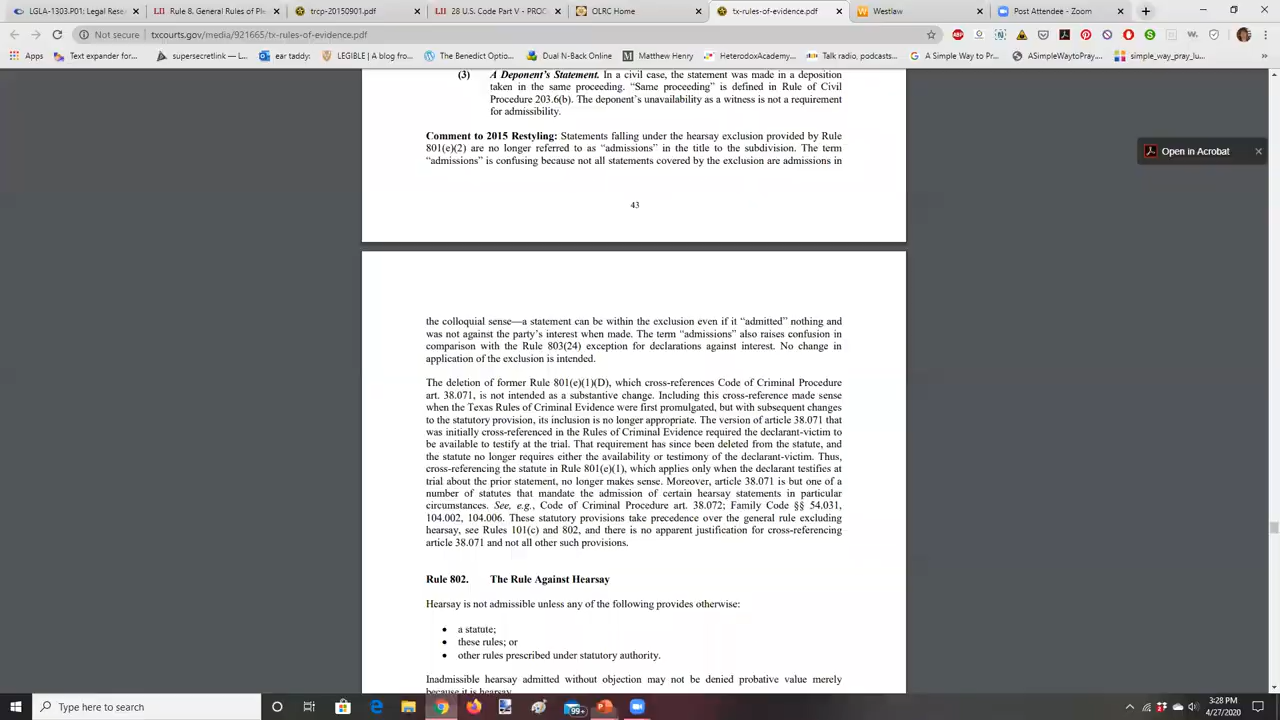 LGLA-1303.P01: Legal Resear
Rule 8. General Rules of Pleadin
trcp-20150901.pdf
28 U.S. Code Part V - PROCEDU
OLRC Home
tx-rules-of-evidence.pdf
Westlaw
Post Attendee - Zoom
Not secure | txcourts.gov/media/921665/tx-rules-of-evidence.pdf
Apps
Text expander for...
supersecretlink - ...
ear taddy:
LEGIBLE | A blog fro...
The Benedict Optio...
Dual N-Back Online
Matthew Henry
HeterodoxAcademy...
Talk radio, podcasts...
A Simple Way to Pr...
ASimpleWaytoPray....
simple_way_pray_lu...
(3) A Deponent's Statement. In a civil case, the statement was made in a deposition
taken in the same proceeding. “Same proceeding” is defined in Rule of Civil
Procedure 203.6(b). The deponent's unavailability as a witness is not a requirement
for admissibility.
Comment to 2015 Restyling: Statements falling under the hearsay exclusion provided by Rule
801(e)(2) are no longer referred to as “admissions” in the title to the subdivision. The term
“admissions” is confusing because not all statements covered by the exclusion are admissions in
Open in Acrobat
43
the colloquial sense—a statement can be within the exclusion even if it “admitted” nothing and
was not against the party's interest when made. The term “admissions” also raises confusion in
comparison with the Rule 803(24) exception for declarations against interest. No change in
application of the exclusion is intended.
The deletion of former Rule 801(e)(1)(D), which cross-references Code of Criminal Procedure
art. 38.071, is not intended as a substantive change. Including this cross-reference made sense
when the Texas Rules of Criminal Evidence were first promulgated, but with subsequent changes
to the statutory provision, its inclusion is no longer appropriate. The version of article 38.071 that
was initially cross-referenced in the Rules of Criminal Evidence required the declarant-victim to
be available to testify at the trial. That requirement has since been deleted from the statute, and
the statute no longer requires either the availability or testimony of the declarant-victim. Thus,
cross-referencing the statute in Rule 801(e)(1), which applies only when the declarant testifies at
trial about the prior statement, no longer makes sense. Moreover, article 38.071 is but one of a
number of statutes that mandate the admission of certain hearsay statements in particular
circumstances. See, e.g., Code of Criminal Procedure art. 38.072; Family Code §§ 54.031,
104.002, 104.006. These statutory provisions take precedence over the general rule excluding
hearsay, see Rules 101(c) and 802, and there is no apparent justification for cross-referencing
article 38.071 and not all other such provisions.
Rule 802. The Rule Against Hearsay
Hearsay is not admissible unless any of the following provides otherwise:
• a statute;
• these rules; or
• other rules prescribed under statutory authority.
Inadmissible hearsay admitted without objection may not be denied probative value merely
because it is hearsay.
Type here to search
99+
3:28 PM
4/27/2020